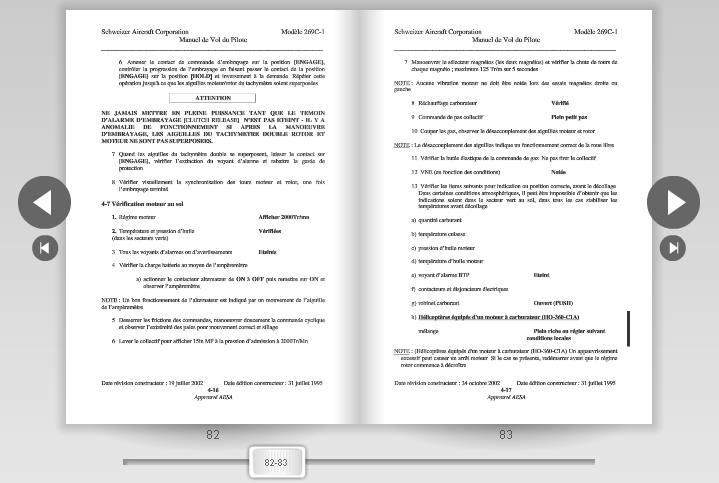 Schweizer Aircraft Corporation Modèle 269C-1
Manuel de Vol du Pilote
6 Amener le contact de commande d'embrayage sur la position [ENGAGE],
contrôler la progression de l'embrayage en faisant passer le contact de la position
[ENGAGE] sur la position [HOLD] et inversement à la demande. Répéter cette
opération jusqu'à ce que les aiguilles moteur/rotor du tachymètre soient superposées
ATTENTION
NE JAMAIS METTRE EN PLEINE PUISSANCE TANT QUE LE TEMOIN
D'ALARME D'EMBRAYAGE [CLUTCH RELEASE] N'EST PAS ETEINT - IL Y A
ANOMALIE DE FONCTIONNEMENT SI APRES LA MANOEUVRE
D'EMBRAYAGE, LES AIGUILLES DU TACHYMETRE DOUBLE ROTOR ET
MOTEUR NE SONT PAS SUPERPOSEES.
7 Quand les aiguilles du tachymètre double se superposent, laisser le contact sur
[ENGAGE], vérifier l'extinction du voyant d'alarme et rabattre la garde de
protection
8 Vérifier visuellement la synchronisation des tours moteur et rotor, une fois
l'embrayage terminé
4-7 Vérification moteur au sol
1. Régime moteur Afficher 2000Tr/mn
2. Température et pression d'huile Vérifiées
(dans les secteurs verts)
3 Tous les voyants d'alarmes ou d'avertissements Eteints
4 Vérifier la charge batterie au moyen de l'ampèremètre
a) actionner le contacteur alternateur de ON à OFF puis remettre sur ON et
observer l'ampèremètre
NOTE : Un bon fonctionnement de l'alternateur est indiqué par un mouvement de l'aiguille
de l'ampèremètre
5 Desserrer les frictions des commandes, manoeuvrer doucement la commande cyclique
et observer l'extrémité des pales pour mouvement correct et sillage
6 Lever le collectif pour afficher 15in MP à la pression d'admission à 2000Tr/Mn
Date révision constructeur : 19 juillet 2002 Date édition constructeur : 31 juillet 1995
4-16
Approuvé AESA
82
Schweizer Aircraft Corporation Modèle 269C-1
Manuel de Vol du Pilote
7 Manoeuvrer le sélecteur magnétos (les deux magnétos) et vérifier la chute de tours de
chaque magnéto ; maximum 125 Tr/m sur 5 secondes
NOTE : Aucune vibration moteur ne doit être notée lors des essais magnétos droite ou
gauche
8 Réchauffage carburateur Vérifié
9 Commande de pas collectif Plein petit pas
10 Couper les gaz, observer le désaccouplement des aiguilles moteur et rotor
NOTE : Le désaccouplement des aiguilles indique un fonctionnement correct de la roue libre
11 Vérifier la butée élastique de la commande de gaz Ne pas tirer le collectif
12 VNE (en fonction des conditions) Notée
13 Vérifier les items suivants pour indication ou position correcte, avant le décollage
Dans certaines conditions atmosphériques, il peut être impossible d'obtenir que les
indications soient dans le secteur vert au sol, dans tous les cas stabiliser les
températures avant décollage
a) quantité carburant
b) température culasse
c) pression d'huile moteur
d) température d'huile moteur
e) voyant d'alarme BTP Eteint
f) contacteurs et disjoncteurs électriques
g) robinet carburant Ouvert (PUSH)
h) Hélicoptères équipés d'un moteur à carburateur (HO-360-C1A)
mélange Plein riche ou régler suivant
conditions locales
NOTE : (Hélicoptères équipés d'un moteur à carburateur (HO-360-C1A) Un appauvrissement
excessif peut causer un arrêt moteur Si le cas se présente, redémarrer avant que le régime
rotor commence à décroître
Date révision constructeur : 24 octobre 2002 Date édition constructeur : 31 juillet 1995
4-17
Approuvé AESA
83
82-83